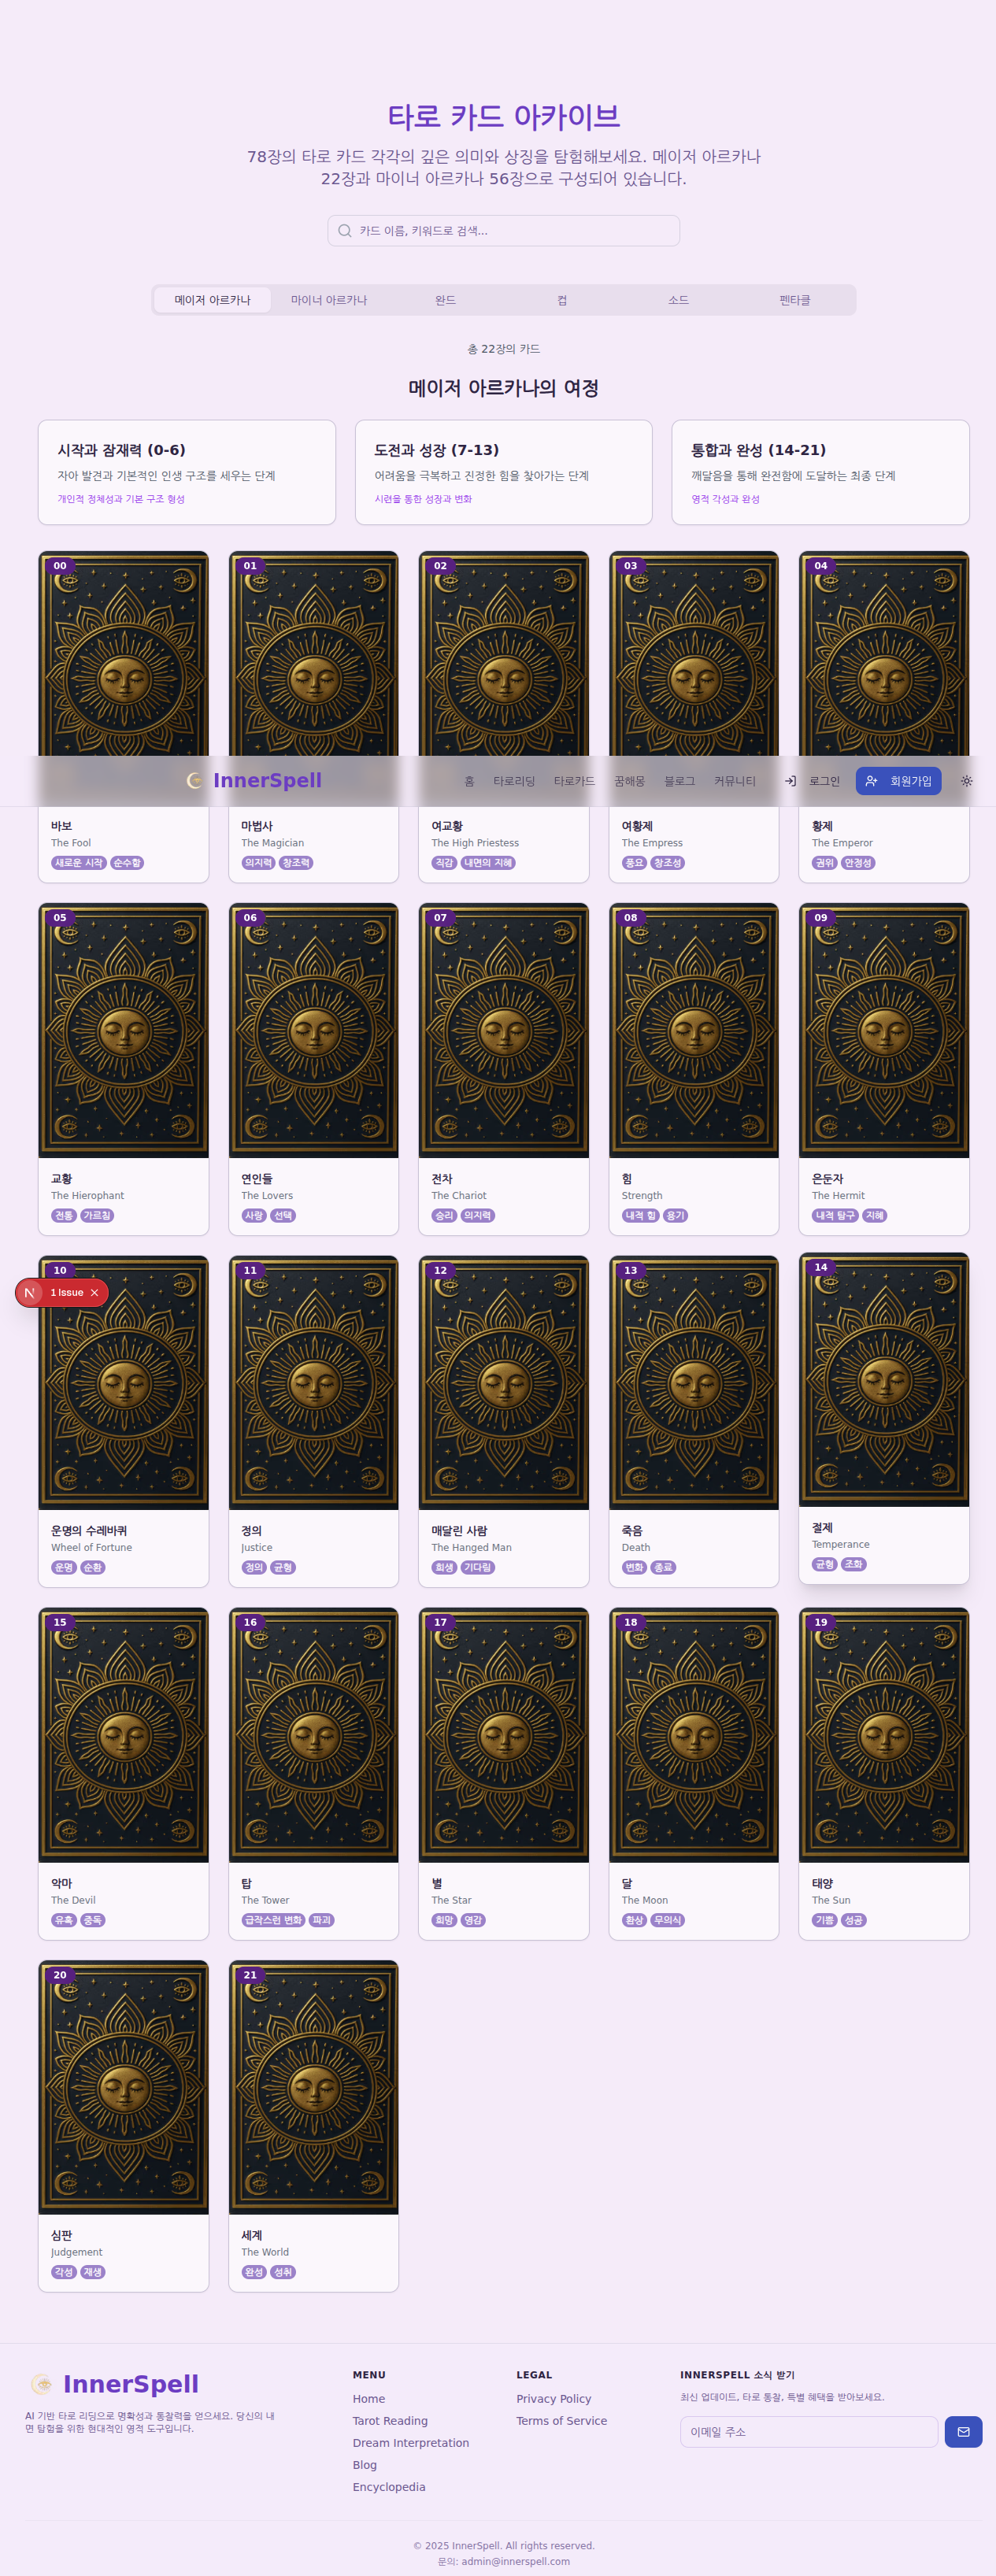 타로 카드 아카이브
78장의 타로 카드 각각의 깊은 의미와 상징을 탐험해보세요. 메이저 아르카나
22장과 마이너 아르카나 56장으로 구성되어 있습니다.
카드 이름, 키워드로 검색...
메이저 아르카나 마이너 아르카나 완드 컵 소드 펜타클
총 22장의 카드
메이저 아르카나의 여정
시작과 잠재력 (0-6)
자아 발견과 기본적인 인생 구조를 세우는 단계
개인적 정체성과 기본 구조 형성
도전과 성장 (7-13)
어려움을 극복하고 진정한 힘을 찾아가는 단계
시련을 통한 성장과 변화
통합과 완성 (14-21)
깨달음을 통해 완전함에 도달하는 최종 단계
영적 각성과 완성
00 01 02 03 04
InnerSpell 홈 타로리딩 타로카드 꿈해몽 블로그 커뮤니티 로그인 회원가입
바보 마법사 여교황 여황제 황제
The Fool The Magician The High Priestess The Empress The Emperor
새로운 시작 순수함 의지력 창조력 직감 내면의 지혜 풍요 창조성 권위 안정성
05 06 07 08 09
교황 연인들 전차 힘 은둔자
The Hierophant The Lovers The Chariot Strength The Hermit
전통 가르침 사랑 선택 승리 의지력 내적 힘 용기 내적 탐구 지혜
10 11 12 13 14
1 Issue
운명의 수레바퀴 정의 매달린 사람 죽음 절제
Wheel of Fortune Justice The Hanged Man Death Temperance
운명 순환 정의 균형 희생 기다림 변화 종료 균형 조화
15 16 17 18 19
악마 탑 별 달 태양
The Devil The Tower The Star The Moon The Sun
유혹 중독 급작스런 변화 파괴 희망 영감 환상 무의식 기쁨 성공
20 21
심판 세계
Judgement The World
각성 재생 완성 성취
InnerSpell
AI 기반 타로 리딩으로 명확성과 통찰력을 얻으세요. 당신의 내
면 탐험을 위한 현대적인 영적 도구입니다.
MENU
Home
Tarot Reading
Dream Interpretation
Blog
Encyclopedia
LEGAL
Privacy Policy
Terms of Service
INNERSPELL 소식 받기
최신 업데이트, 타로 통찰, 특별 혜택을 받아보세요.
이메일 주소
© 2025 InnerSpell. All rights reserved.
문의: admin@innerspell.com